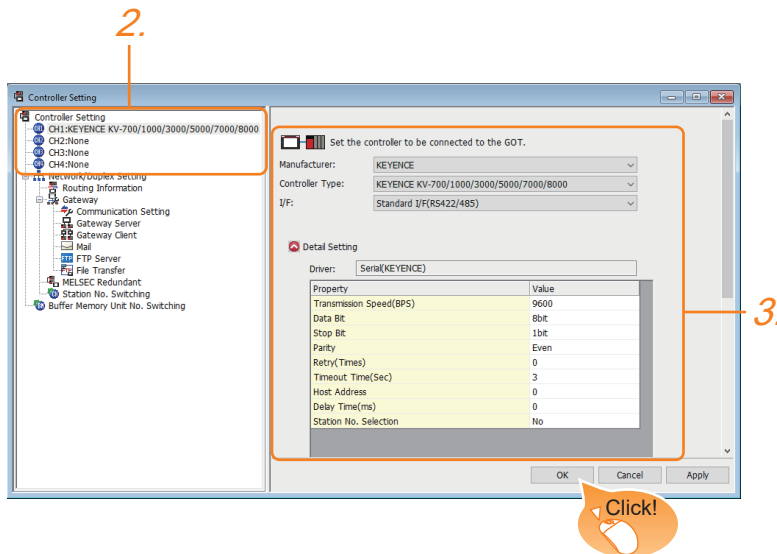 2.
Controller Setting
Controller Setting
CH1:KEYENCE KV-700/1000/3000/5000/7000/8000
CH2:None
CH3:None
CH4:None
Network/Duplex Setting
Routing Information
Gateway
Communication Setting
Gateway Server
Gateway Client
Mail
FTP Server
File Transfer
MELSEC Redundant
Station No. Switching
Buffer Memory Unit No. Switching
Set the controller to be connected to the GOT.
Manufacturer: KEYENCE
Controller Type: KEYENCE KV-700/1000/3000/5000/7000/8000
I/F: Standard I/F(RS422/485)
Detail Setting
Driver: Serial(KEYENCE)
Property Value
Transmission Speed(BPS) 9600
Data Bit 8bit
Stop Bit 1bit
Parity Even
Retry(Times) 0
Timeout Time(Sec) 3
Host Address 0
Delay Time(ms) 0
Station No. Selection No
3.
OK Cancel Apply
Click!